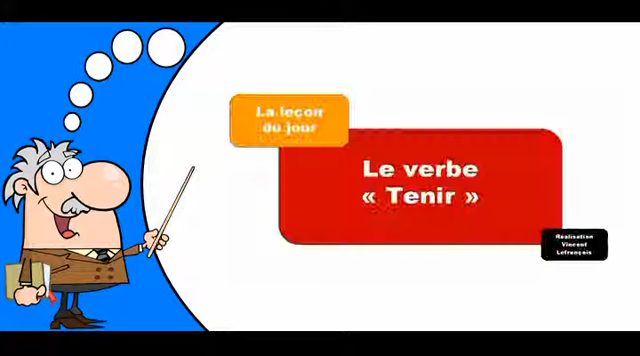 La leçon
du jour
Le verbe
« Tenir »
Réalisation
Vincent
Lefrançois